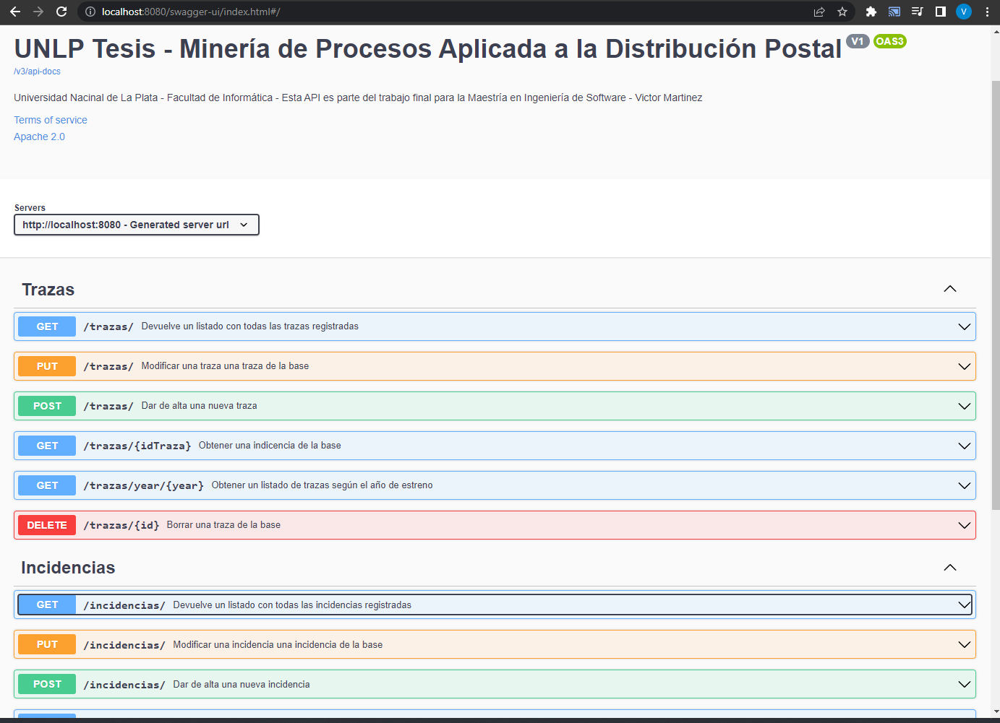 localhost:8080/swagger-ui/index.html#/
V
UNLP Tesis - Minería de Procesos Aplicada a la Distribución Postal V1 OAS3
/v3/api-docs
Universidad Nacinal de La Plata - Facultad de Informática - Esta API es parte del trabajo final para la Maestría en Ingeniería de Software - Victor Martinez
Terms of service
Apache 2.0
Servers
http://localhost:8080 - Generated server url
Trazas
GET /trazas/ Devuelve un listado con todas las trazas registradas
PUT /trazas/ Modificar una traza una traza de la base
POST /trazas/ Dar de alta una nueva traza
GET /trazas/{idTraza} Obtener una indicencia de la base
GET /trazas/year/{year} Obtener un listado de trazas según el año de estreno
DELETE /trazas/{id} Borrar una traza de la base
Incidencias
GET /incidencias/ Devuelve un listado con todas las incidencias registradas
PUT /incidencias/ Modificar una incidencia una incidencia de la base
POST /incidencias/ Dar de alta una nueva incidencia